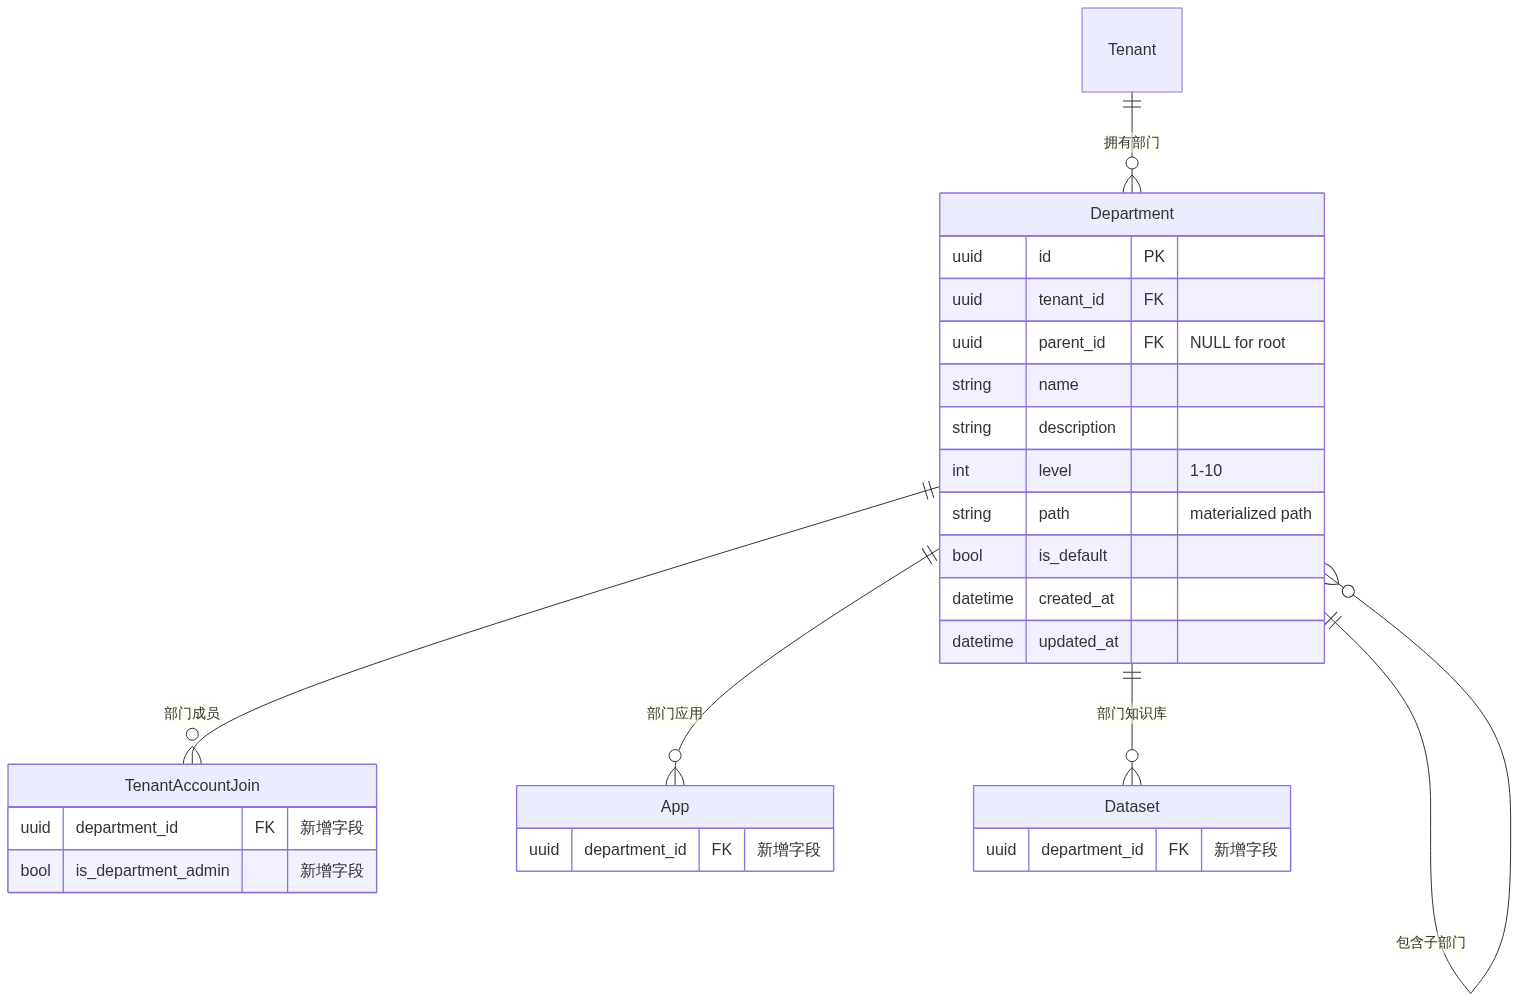 Tenant
拥有部门
Department
uuid id PK
uuid tenant_id FK
uuid parent_id FK NULL for root
string name
string description
int level 1-10
string path materialized path
bool is_default
datetime created_at
datetime updated_at
部门成员
部门应用
部门知识库
TenantAccountJoin
uuid department_id FK 新增字段
bool is_department_admin 新增字段
App
uuid department_id FK 新增字段
Dataset
uuid department_id FK 新增字段
包含子部门